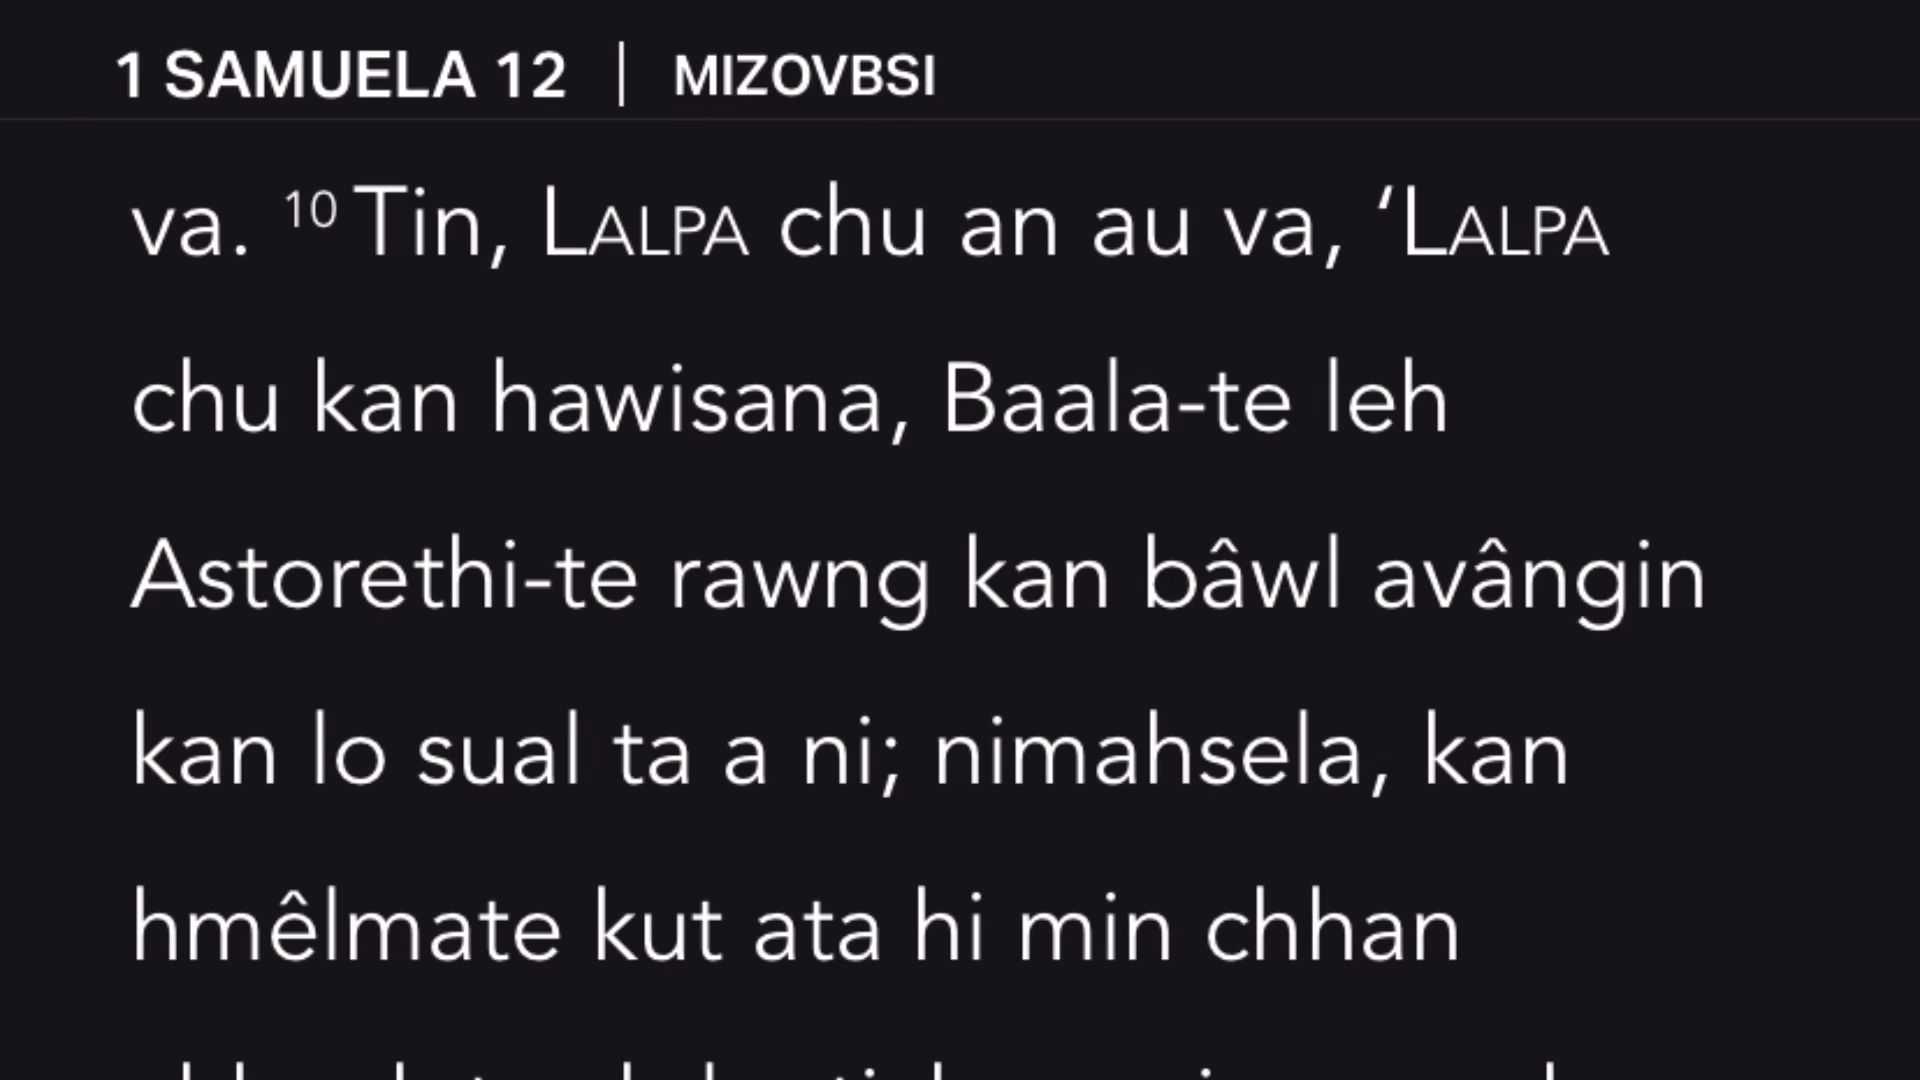 1 SAMUELA 12 | MIZOVBSI
va. 10 Tin, LALPA chu an au va, ‘LALPA
chu kan hawisana, Baala-te leh
Astorethi-te rawng kan bâwl avângin
kan lo sual ta a ni; nimahsela, kan
hmêlmate kut ata hi min chhan